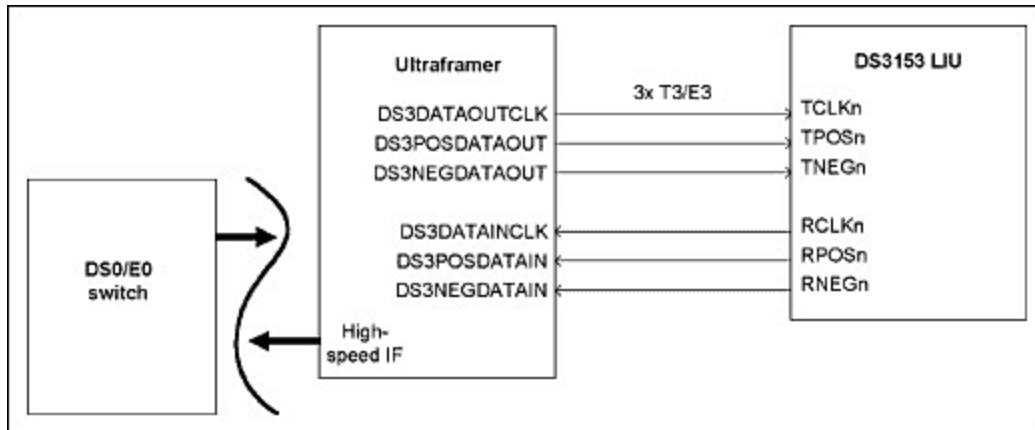 Ultraframer
DS3153 LIU
3x T3/E3
DS3DATAOUTCLK
DS3POSDATAOUT
DS3NEGDATAOUT
TCLKn
TPOSn
TNEGn
DS3DATAINCLK
DS3POSDATAIN
DS3NEGDATAIN
RCLKn
RPOSn
RNEGn
DS0/E0
switch
High-
speed IF